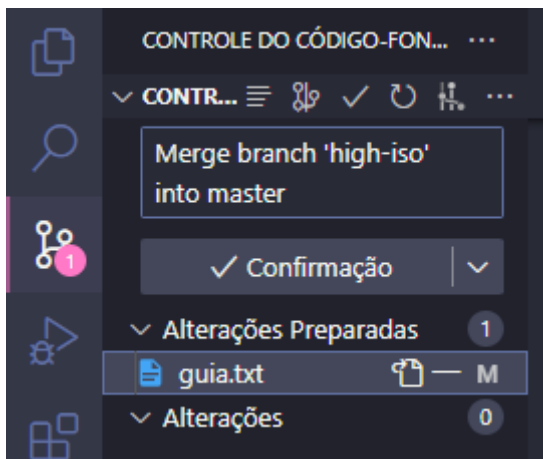 CONTROLE DO CÓDIGO-FON... ...
CONTR... ...
Merge branch 'high-iso'
into master
✓ Confirmação
1
Alterações Preparadas 1
guia.txt M
Alterações 0